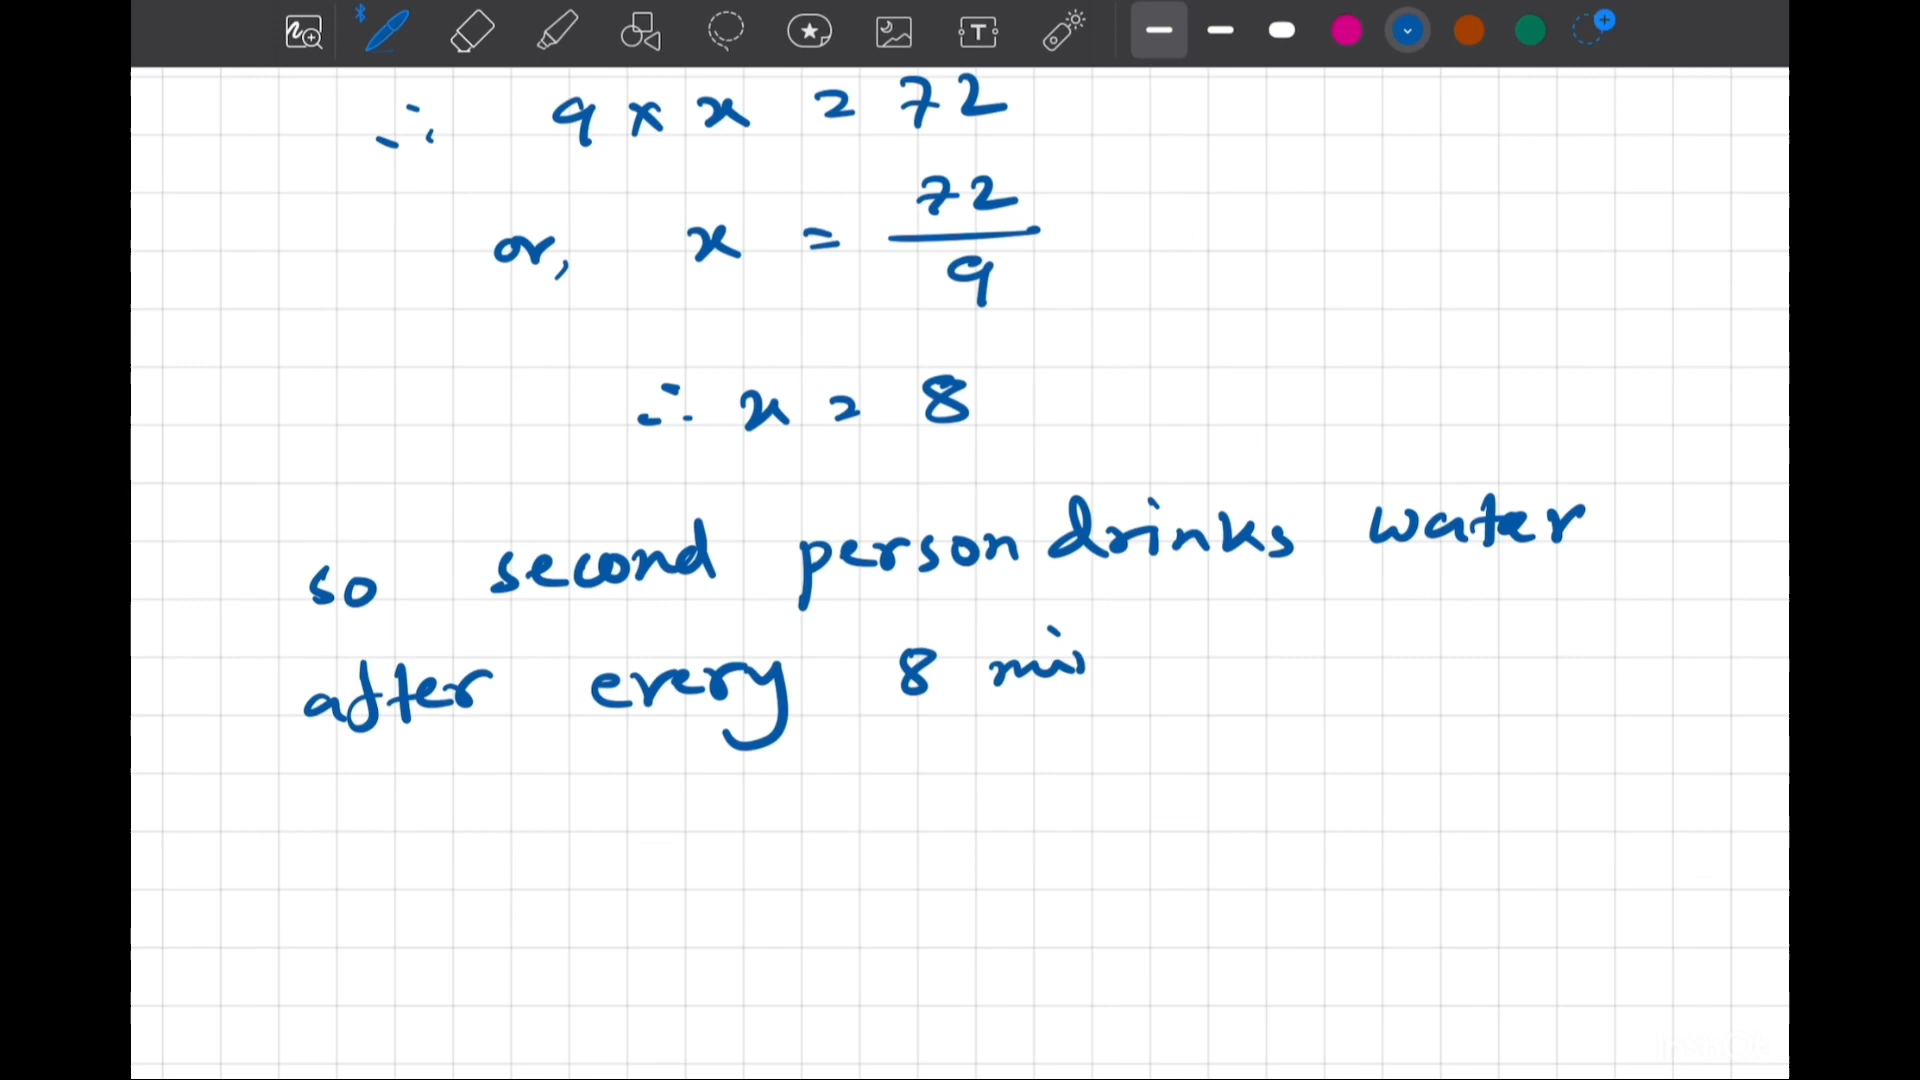 ∴ 9 × x = 72
or, x = 72/9
∴ x = 8
so second person drinks water
after every 8 min